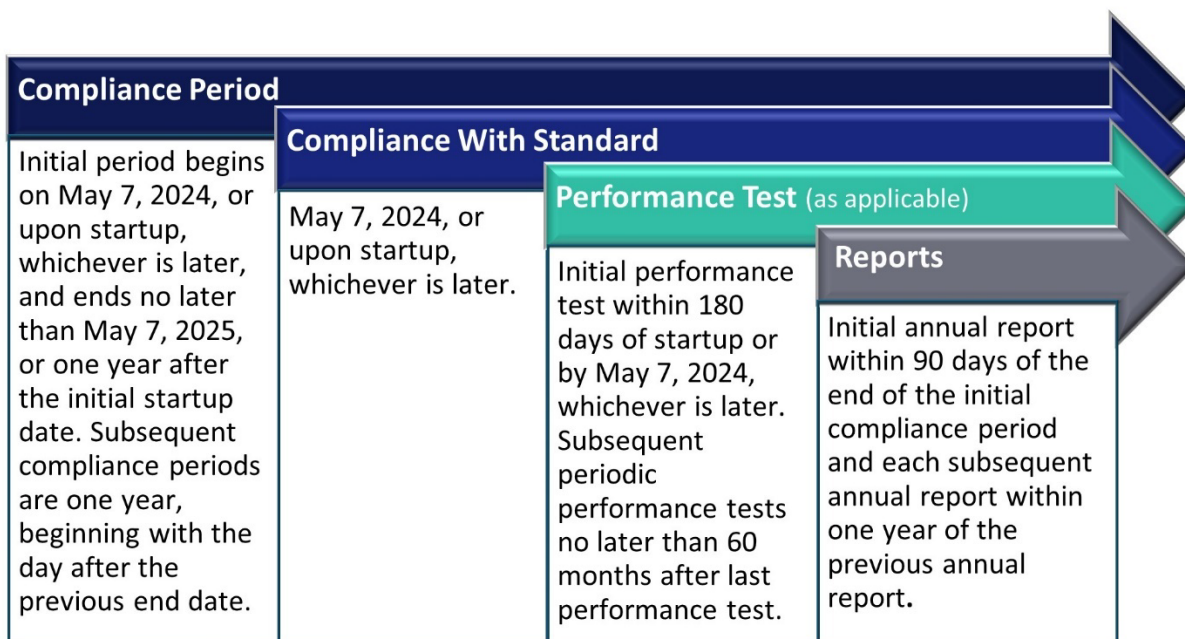 Compliance Period
Initial period begins
on May 7, 2024, or
upon startup,
whichever is later,
and ends no later
than May 7, 2025,
or one year after
the initial startup
date. Subsequent
compliance periods
are one year,
beginning with the
day after the
previous end date.
Compliance With Standard
May 7, 2024, or
upon startup,
whichever is later.
Performance Test (as applicable)
Initial performance
test within 180
days of startup or
by May 7, 2024,
whichever is later.
Subsequent
periodic
performance tests
no later than 60
months after last
performance test.
Reports
Initial annual report
within 90 days of the
end of the initial
compliance period
and each subsequent
annual report within
one year of the
previous annual
report.